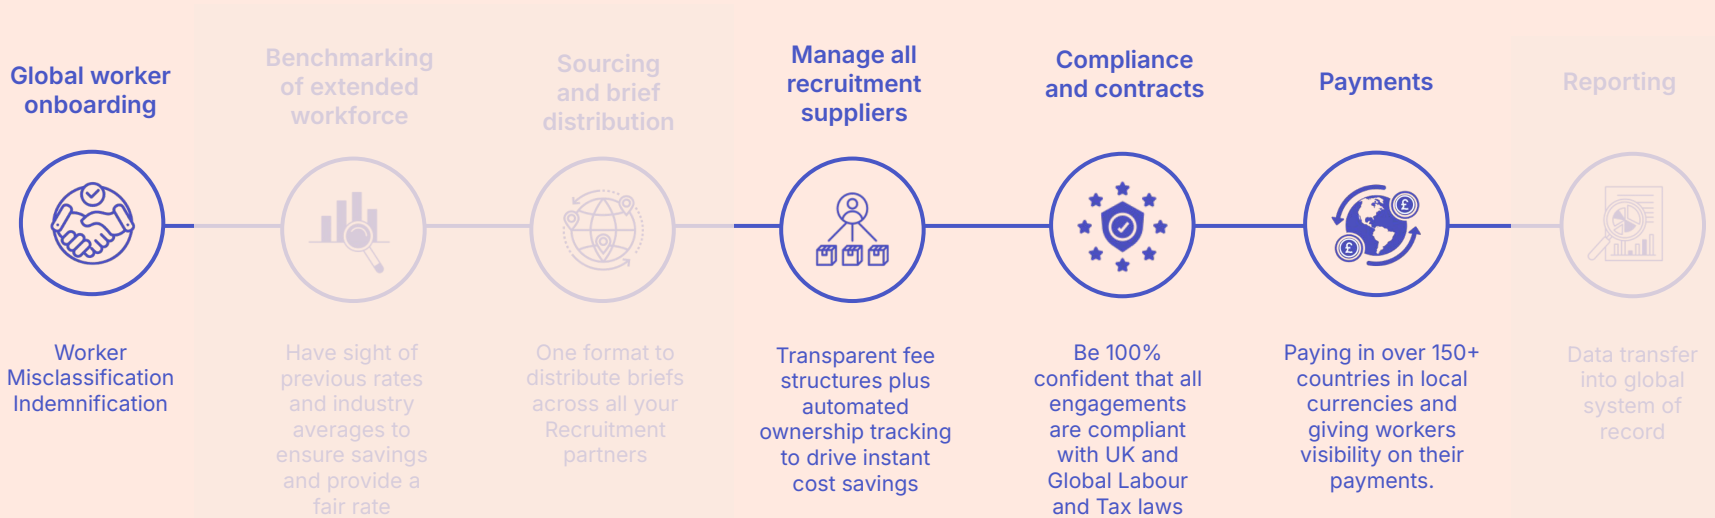 Global worker
onboarding
Benchmarking
of extended
workforce
Sourcing
and brief
distribution
Manage all
recruitment
suppliers
Compliance
and contracts
Payments
Reporting
£
£
Worker
Misclassification
Indemnification
Have sight of
previous rates
and industry
averages to
ensure savings
and provide a
fair rate
One format to
distribute briefs
across all your
Recruitment
partners
Transparent fee
structures plus
automated
ownership tracking
to drive instant
cost savings
Be 100%
confident that all
engagements
are compliant
with UK and
Global Labour
and Tax laws
Paying in over 150+
countries in local
currencies and
giving workers
visibility on their
payments.
Data transfer
into global
system of
record